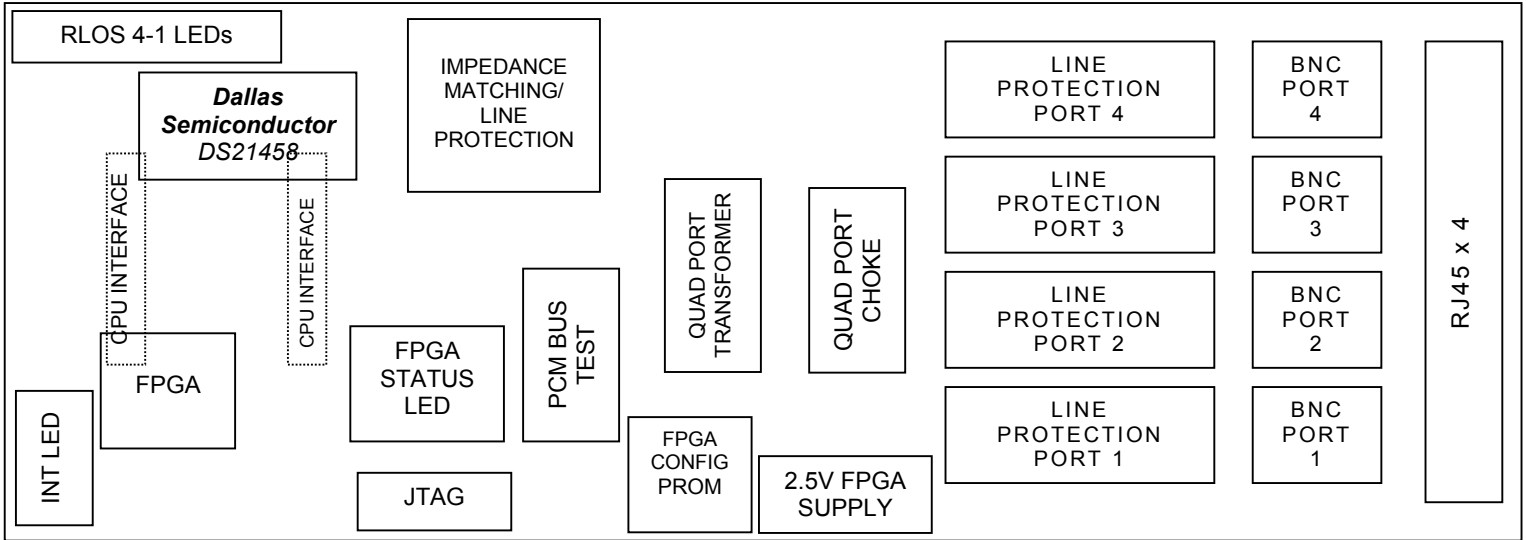 RLOS 4-1 LEDs
Dallas
Semiconductor
DS21458
CPU INTERFACE
CPU INTERFACE
FPGA
INT LED
IMPEDANCE
MATCHING/
LINE
PROTECTION
FPGA
STATUS
LED
JTAG
PCM BUS
TEST
FPGA
CONFIG
PROM
2.5V FPGA
SUPPLY
QUAD PORT
TRANSFORMER
QUAD PORT
CHOKE
LINE
PROTECTION
PORT 4
BNC
PORT
4
LINE
PROTECTION
PORT 3
BNC
PORT
3
LINE
PROTECTION
PORT 2
BNC
PORT
2
LINE
PROTECTION
PORT 1
BNC
PORT
1
RJ45 x 4